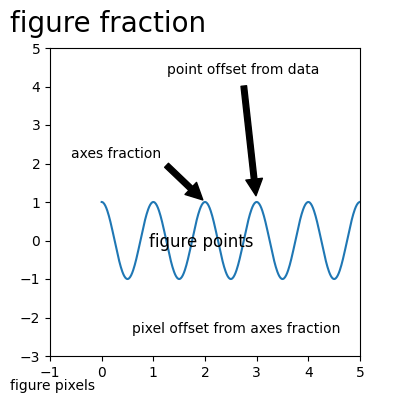 figure fraction
5
point offset from data
4
3
axes fraction
2
1
figure points
0
−1
−2
pixel offset from axes fraction
−3
−1 0 1 2 3 4 5
figure pixels